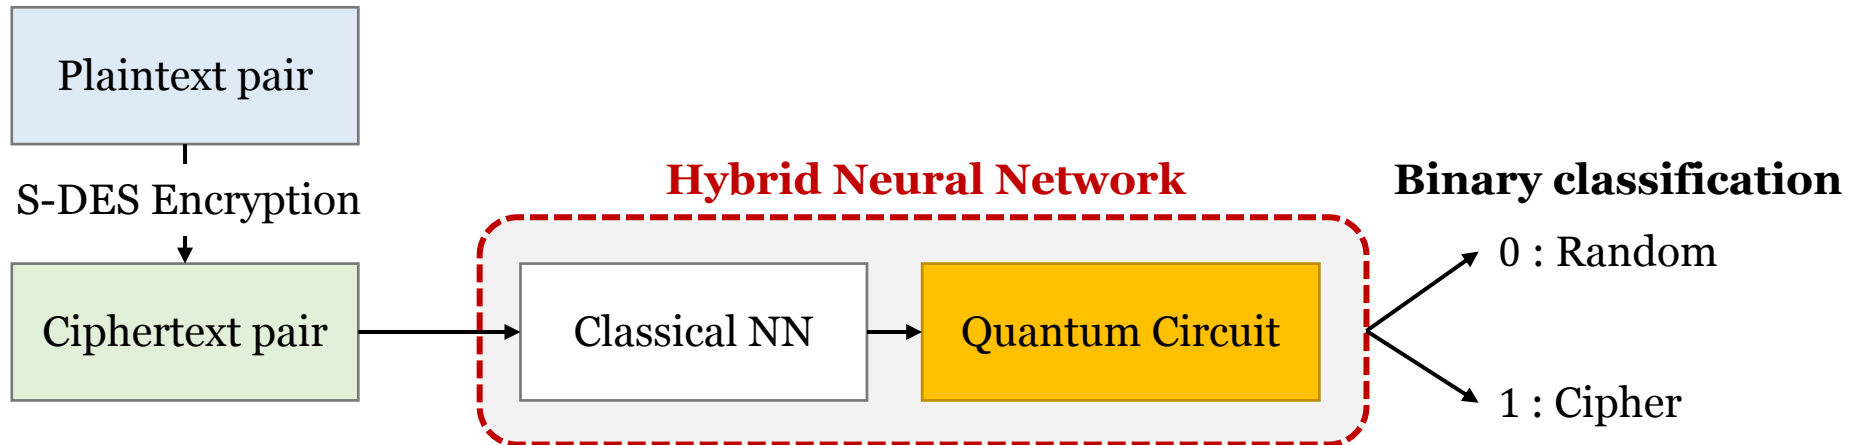 Plaintext pair
S-DES Encryption
Ciphertext pair
Hybrid Neural Network
Classical NN
Quantum Circuit
Binary classification
0 : Random
1 : Cipher